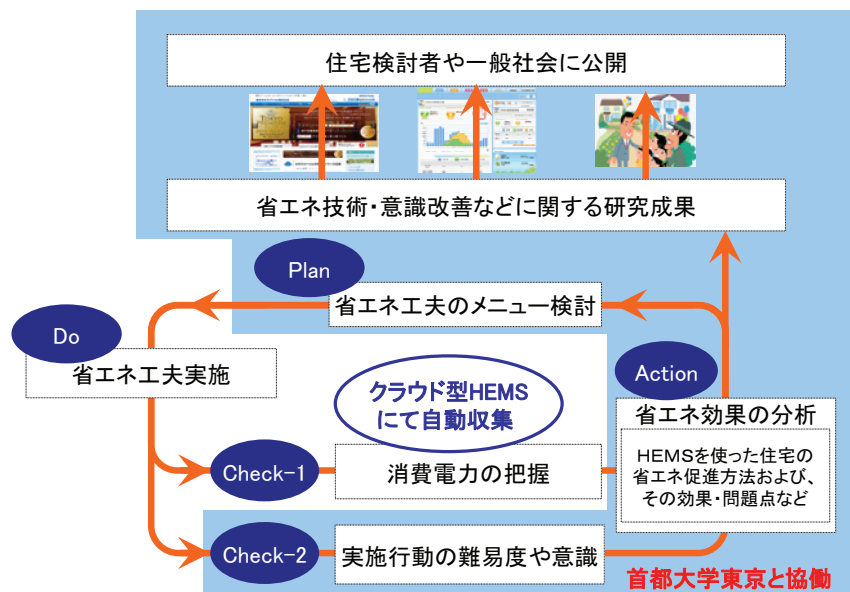 住宅検討者や一般社会に公開
省エネ技術・意識改善などに関する研究成果
Plan
省エネ工夫のメニュー検討
Do
省エネ工夫実施
クラウド型HEMS
にて自動収集
Action
省エネ効果の分析
HEMSを使った住宅の
省エネ促進方法および、
その効果・問題点など
Check-1
消費電力の把握
Check-2
実施行動の難易度や意識
首都大学東京と協働